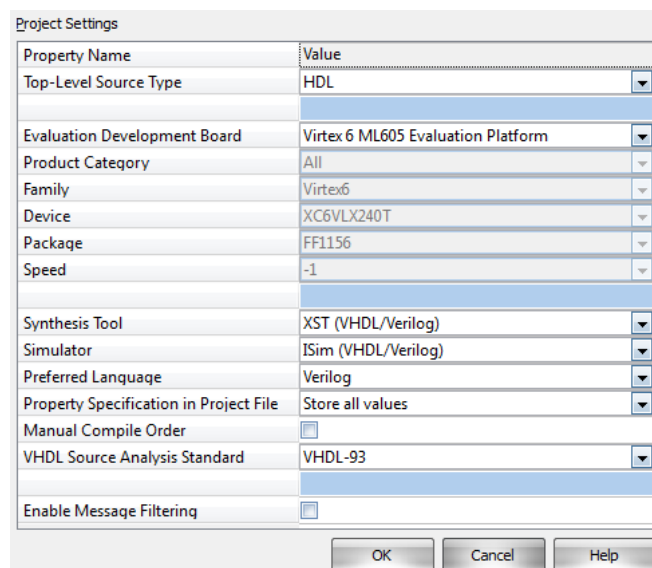 Project Settings
Property Name Value
Top-Level Source Type HDL
Evaluation Development Board Virtex 6 ML605 Evaluation Platform
Product Category All
Family Virtex6
Device XC6VLX240T
Package FF1156
Speed -1
Synthesis Tool XST (VHDL/Verilog)
Simulator ISim (VHDL/Verilog)
Preferred Language Verilog
Property Specification in Project File Store all values
Manual Compile Order
VHDL Source Analysis Standard VHDL-93
Enable Message Filtering
OK Cancel Help